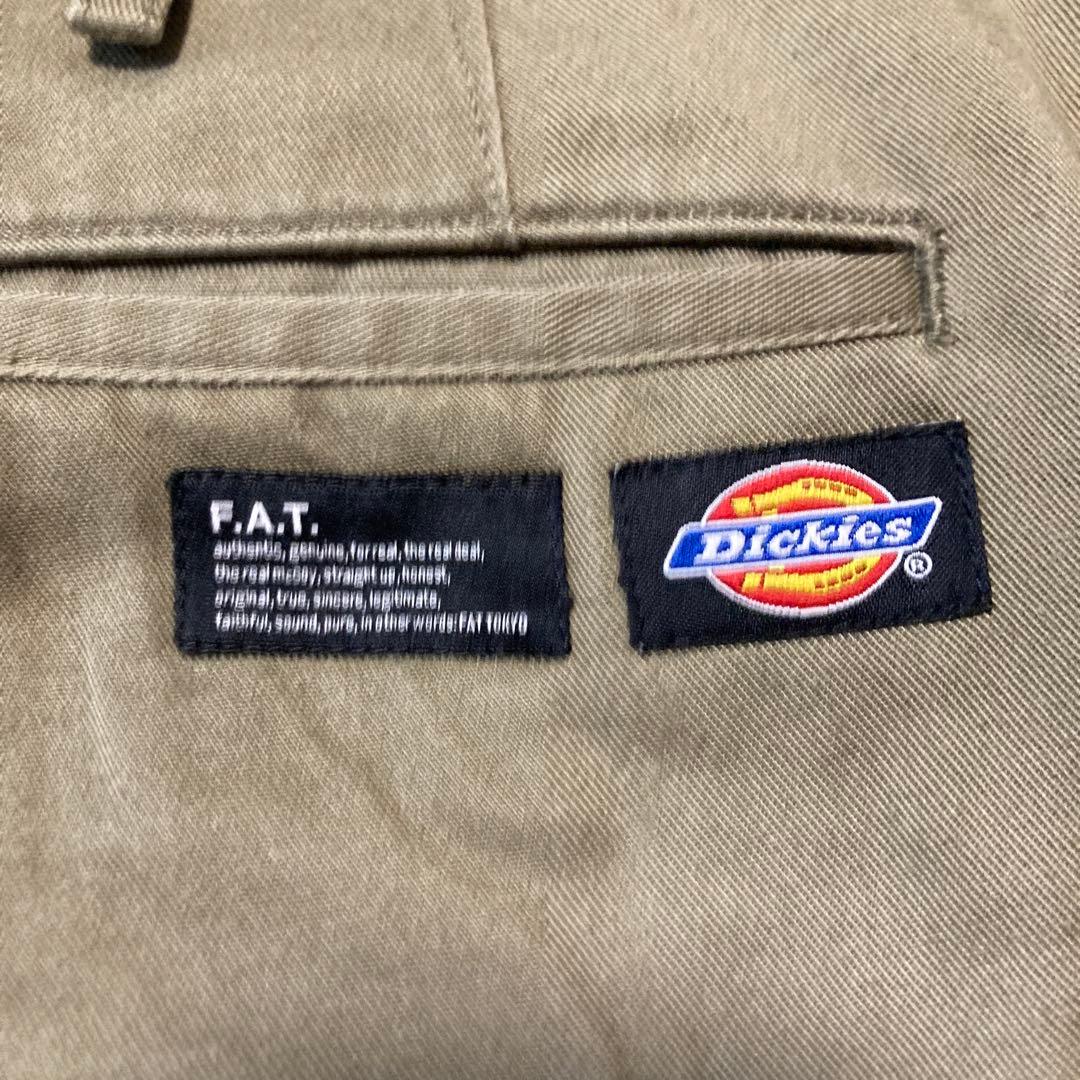 F.A.T.
authentic, genuine, for real, the real deal,
the real mccoy, straight up, honest,
original, true, sincere, legitimate,
faithful, sound, pure, in other words: FAT TOKYO
Dickies
®